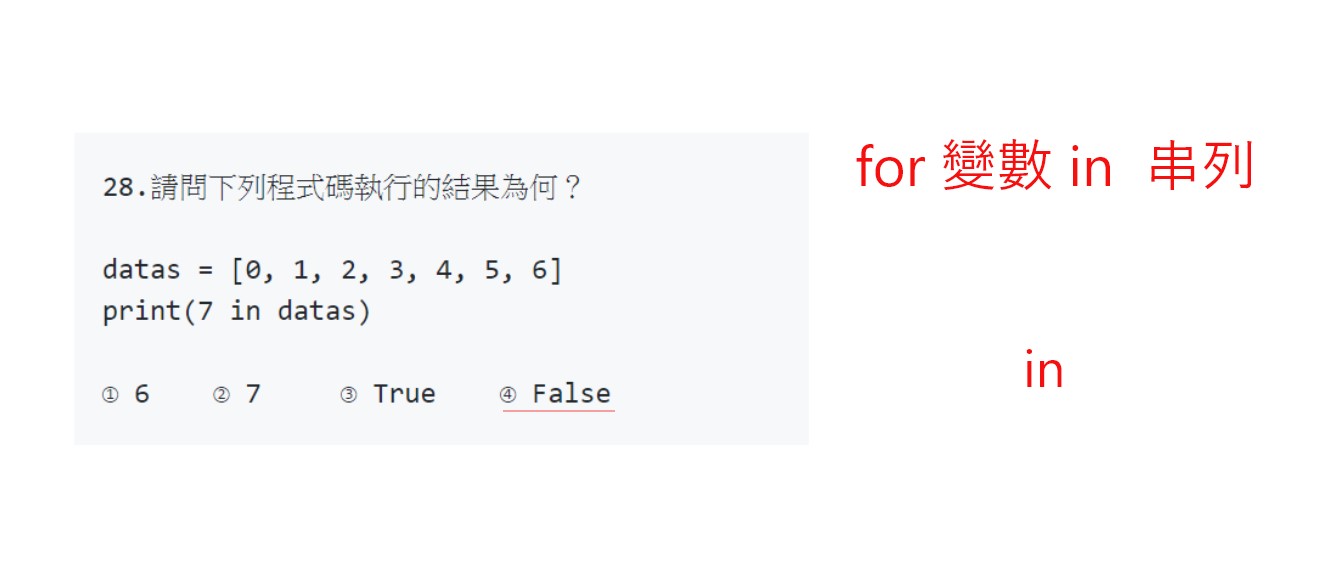 28.請問下列程式碼執行的結果為何？
datas = [0, 1, 2, 3, 4, 5, 6]
print(7 in datas)
① 6 ② 7 ③ True ④ False
for 變數 in 串列
in